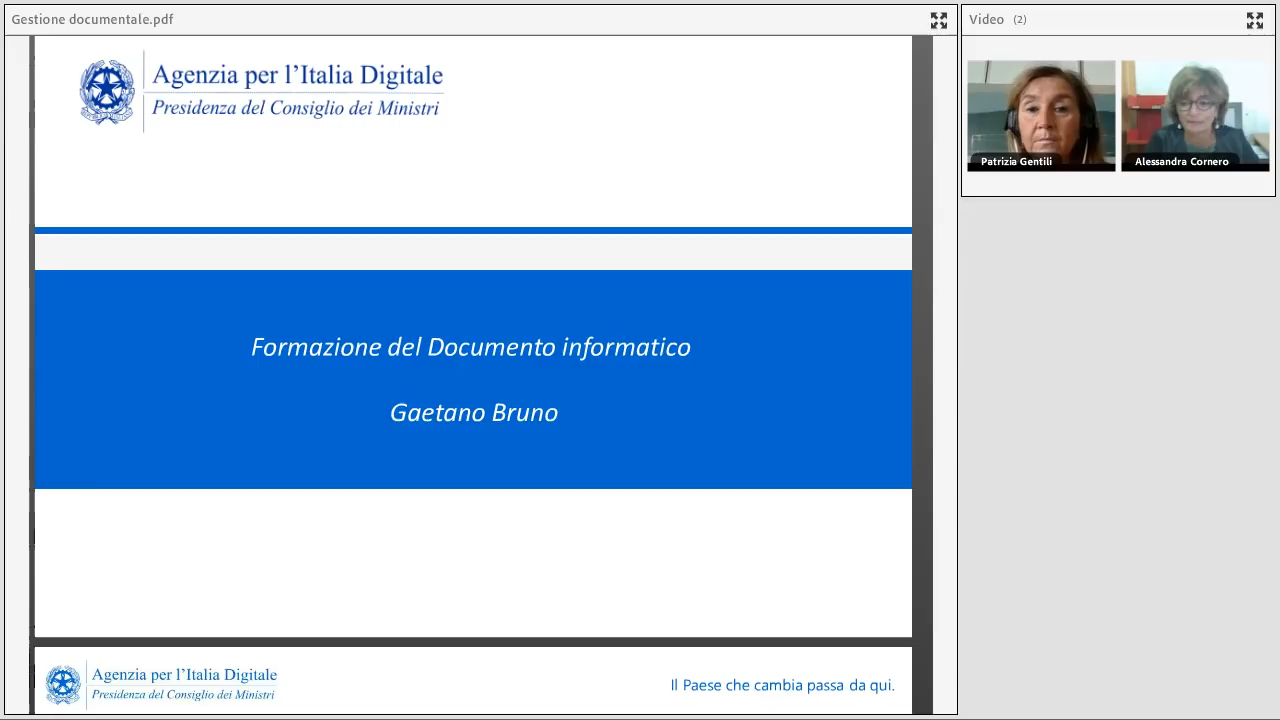 Gestione documentale.pdf
Video (2)
Agenzia per l'Italia Digitale
Presidenza del Consiglio dei Ministri
Patrizia Gentili
Alessandra Cornero
Formazione del Documento informatico
Gaetano Bruno
Agenzia per l'Italia Digitale
Presidenza del Consiglio dei Ministri
Il Paese che cambia passa da qui.